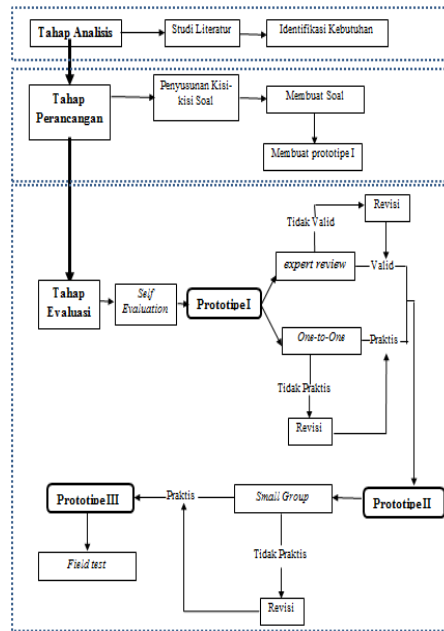 Tahap Analisis
Studi Literatur
Identifikasi Kebutuhan
Tahap
Perancangan
Penyusunan Kisi-
kisi Soal
Membuat Soal
Membuat prototipe I
Revisi
Tidak Valid
expert review
Valid
Tahap
Evaluasi
Self
Evaluation
Prototipe I
One-to-One
Praktis
Tidak Praktis
Revisi
Prototipe III
Praktis
Small Group
Prototipe II
Field test
Tidak Praktis
Revisi